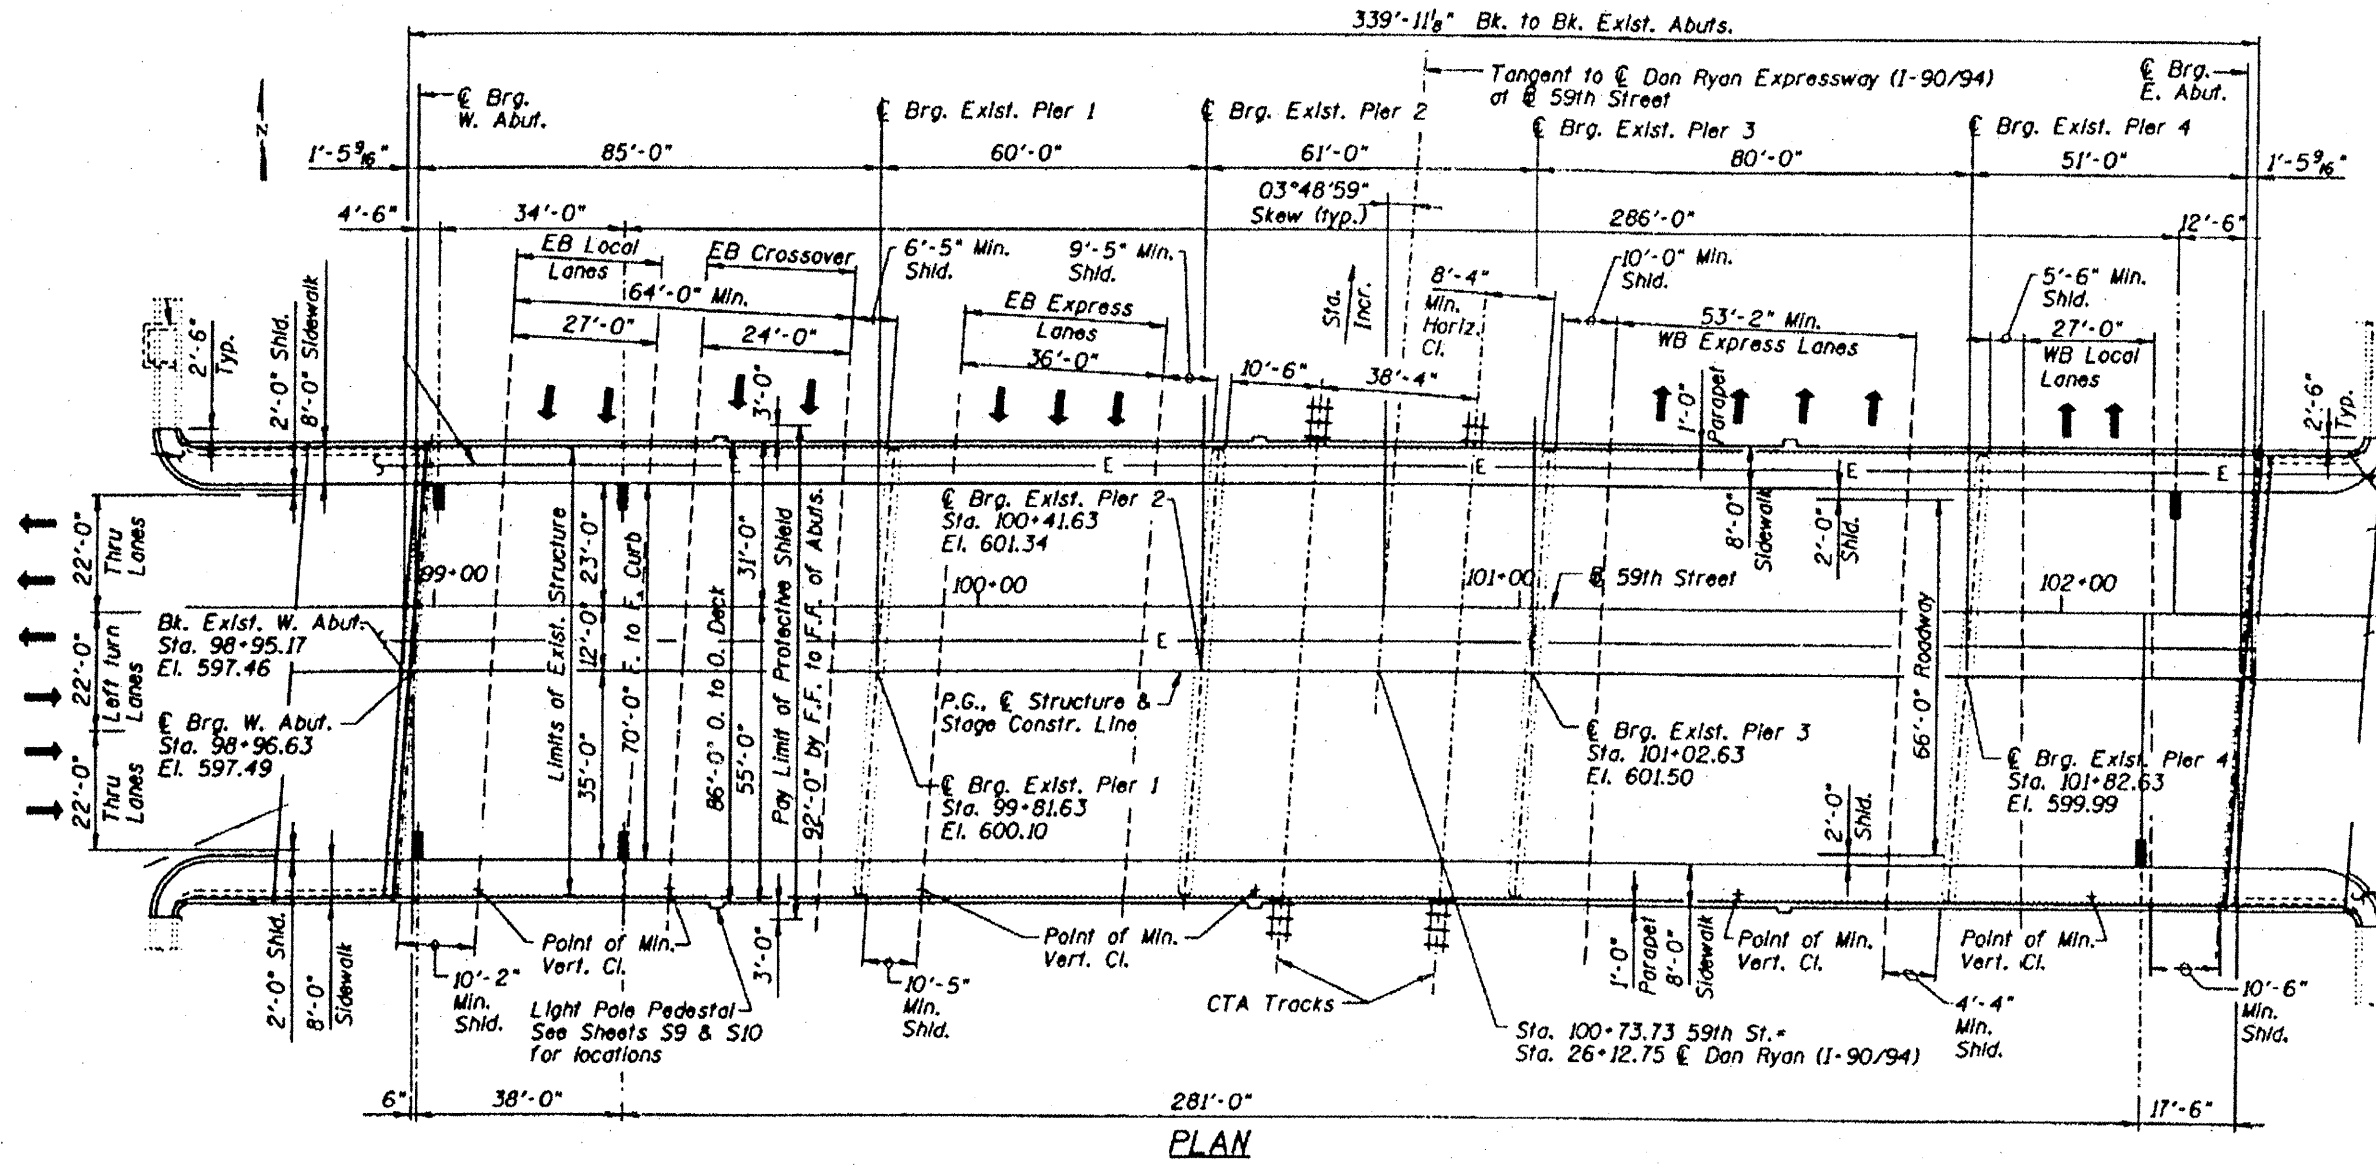 339'-11⅛" Bk. to Bk. Exist. Abuts.
Tangent to ℄ Dan Ryan Expressway (I-90/94)
at ℄ 59th Street
℄ Brg.
W. Abut.
℄ Brg. Exist. Pier 1
℄ Brg. Exist. Pier 2
℄ Brg. Exist. Pier 3
℄ Brg. Exist. Pier 4
℄ Brg.
E. Abut.
N
1'-5 9/16"
85'-0"
60'-0"
61'-0"
80'-0"
51'-0"
1'-5 9/16"
03°48'59"
Skew (typ.)
4'-6"
34'-0"
286'-0"
12'-6"
EB Local
Lanes
EB Crossover
6'-5" Min.
Shld.
9'-5" Min.
Shld.
8'-4"
Min.
Horiz.
Cl.
10'-0" Min.
Shld.
5'-6" Min.
Shld.
64'-0" Min.
27'-0"
24'-0"
EB Express
Lanes
36'-0"
Sta.
Incr.
10'-6"
38'-4"
53'-2" Min.
WB Express Lanes
27'-0"
WB Local
Lanes
2'-6"
Typ.
2'-0" Shld.
8'-0" Sidewalk
3'-0"
1'-0"
Parapet
2'-6"
Typ.
E
E
E
E
E
22'-0"
Thru
Lanes
22'-0"
Left turn
Lanes
22'-0"
Thru
Lanes
99+00
100+00
101+00
102+00
59th Street
℄ Brg. Exist. Pier 2
Sta. 100+41.63
El. 601.34
8'-0"
Sidewalk
2'-0"
Shld.
Bk. Exist. W. Abut.
Sta. 98+95.17
El. 597.46
℄ Brg. W. Abut.
Sta. 98+96.63
El. 597.49
Limits of Exist. Structure
23'-0"
12'-0"
35'-0"
70'-0" F. to F. Curb
86'-0" O. to O. Deck
31'-0"
55'-0"
Pay Limit of Protective Shield
92'-0" by F.F. to F.F. of Abuts.
E
E
P.G., ℄ Structure &
Stage Constr. Line
66'-0" Roadway
℄ Brg. Exist. Pier 1
Sta. 99+81.63
El. 600.10
℄ Brg. Exist. Pier 3
Sta. 101+02.63
El. 601.50
℄ Brg. Exist. Pier 4
Sta. 101+82.63
El. 599.99
2'-0"
Shld.
2'-0" Shld.
8'-0"
Sidewalk
10'-2"
Min.
Shld.
Point of Min.
Vert. Cl.
Light Pole Pedestal
See Sheets S9 & S10
for locations
3'-0"
10'-5"
Min.
Shld.
Point of Min.
Vert. Cl.
CTA Tracks
1'-0"
Parapet
8'-0"
Sidewalk
Point of Min.
Vert. Cl.
Point of Min.
Vert. Cl.
4'-4"
Min.
Shld.
10'-6"
Min.
Shld.
Sta. 100+73.73 59th St.=
Sta. 26+12.75 ℄ Dan Ryan (I-90/94)
6"
38'-0"
281'-0"
17'-6"
PLAN